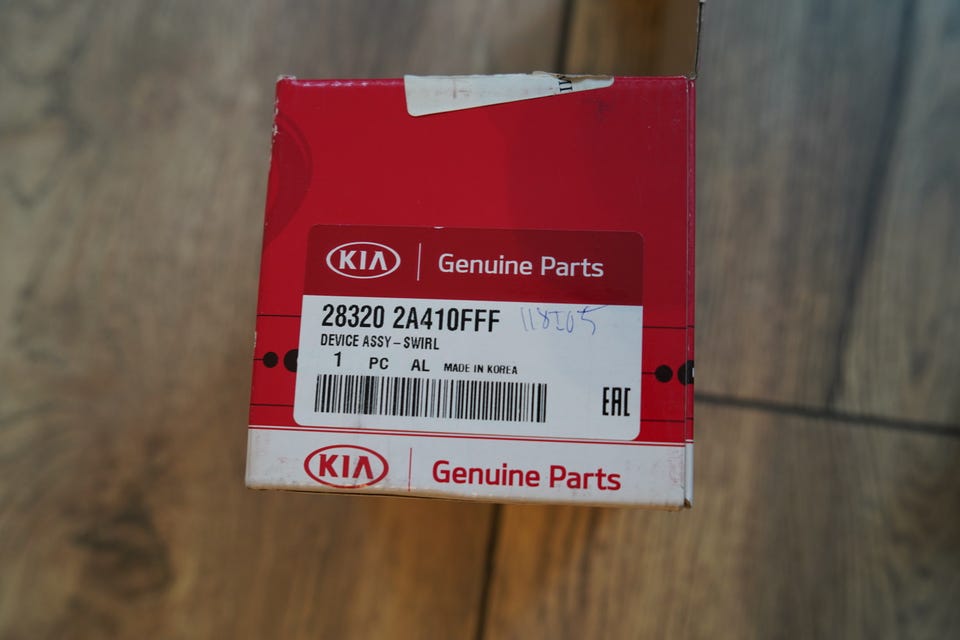 KIA Genuine Parts
28320 2A410FFF
DEVICE ASSY-SWIRL
1 PC AL MADE IN KOREA
EAC
KIA Genuine Parts